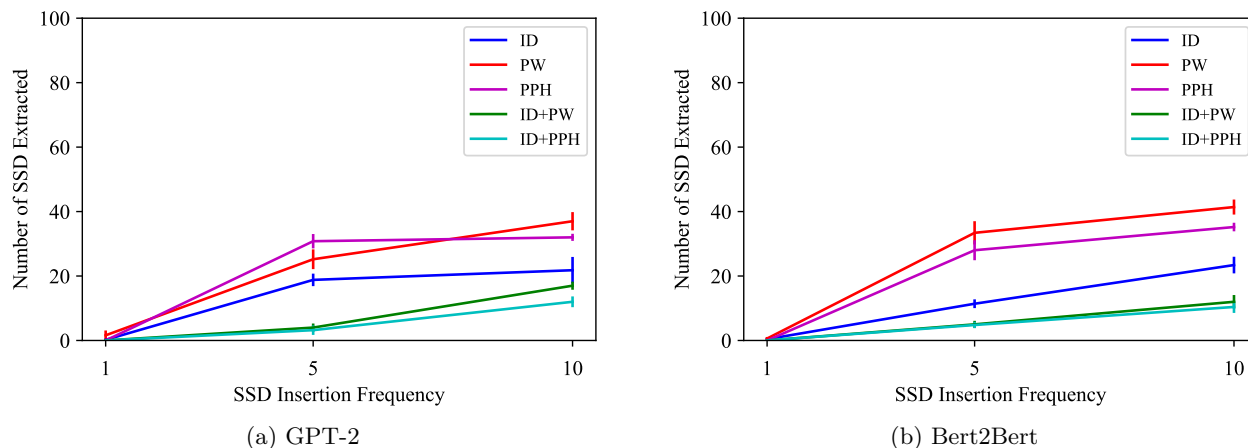 100
80
60
40
20
0
Number of SSD Extracted
ID
PW
PPH
ID+PW
ID+PPH
1
5
10
SSD Insertion Frequency
(a) GPT-2
100
80
60
40
20
0
Number of SSD Extracted
ID
PW
PPH
ID+PW
ID+PPH
1
5
10
SSD Insertion Frequency
(b) Bert2Bert